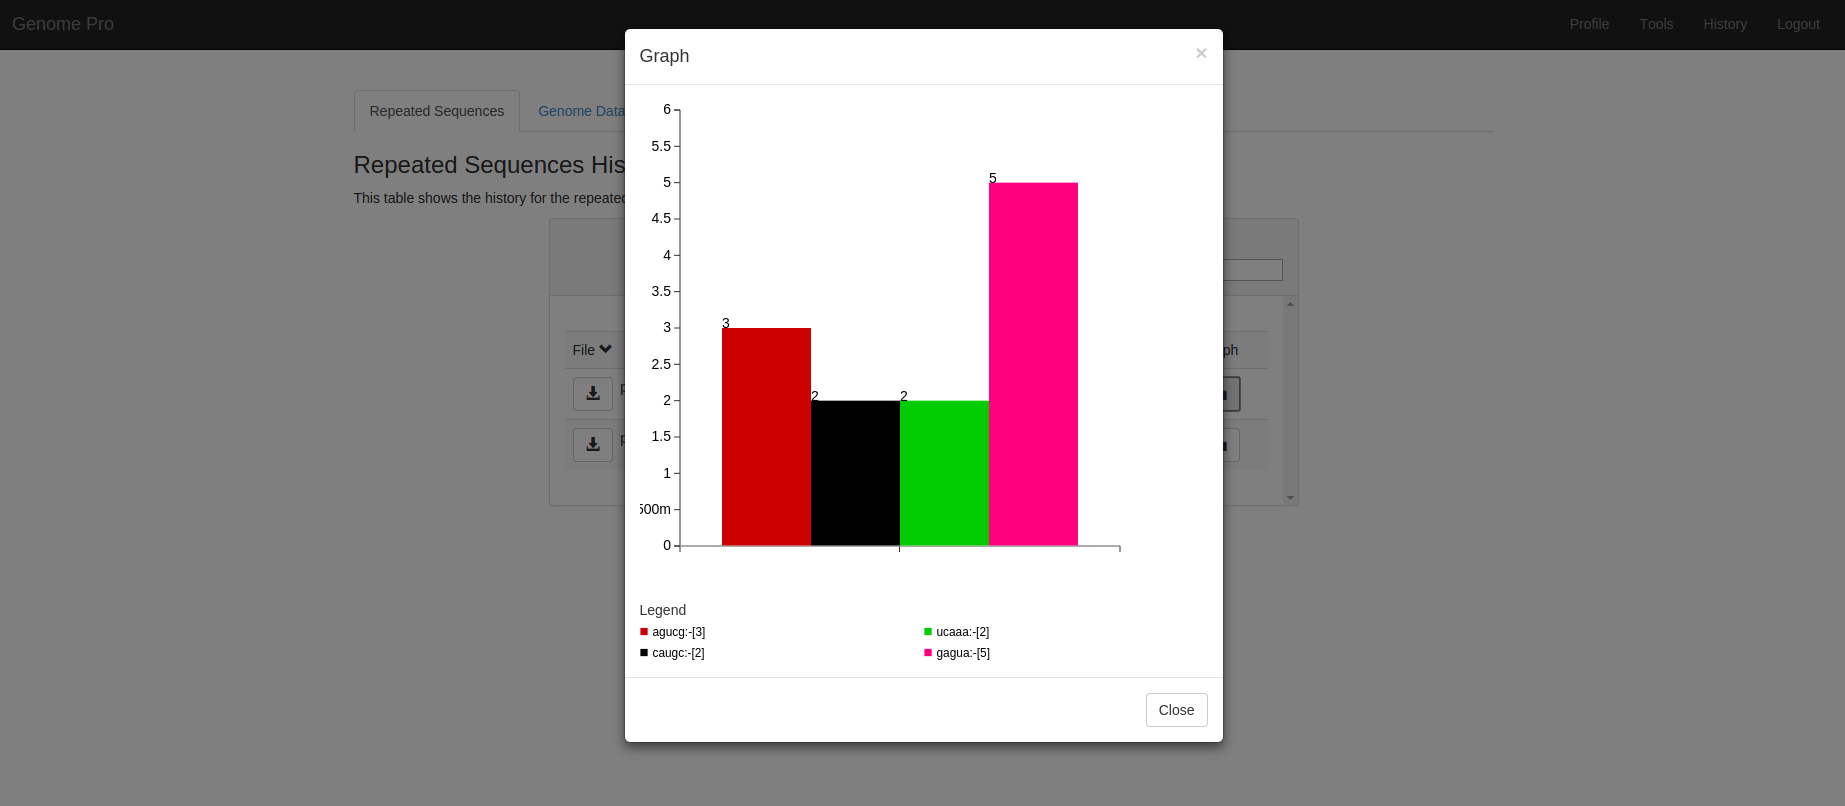 Genome Pro
Profile Tools History Logout
Graph ×
Repeated Sequences Genome Data
Repeated Sequences His
This table shows the history for the repeated
File
ph
6
5.5
5
4.5
4
3.5
3
2.5
2
1.5
1
500m
0
3
2
2
5
Legend
agucg:-[3] ucaaa:-[2]
caugc:-[2] gagua:-[5]
Close